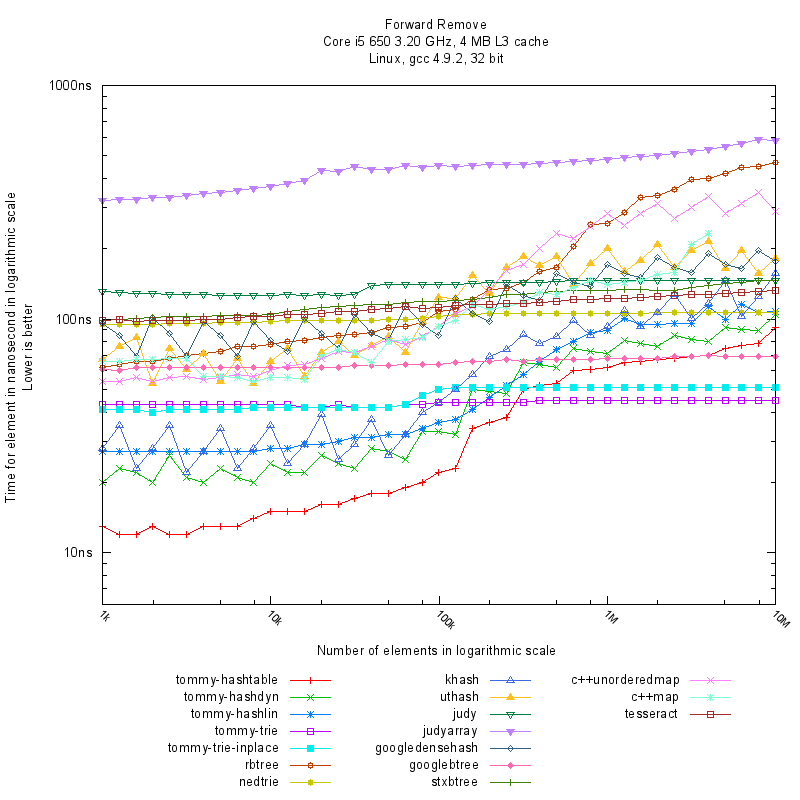 Forward Remove
Core i5 650 3.20 GHz, 4 MB L3 cache
Linux, gcc 4.9.2, 32 bit
Time for element in nanosecond in logarithmic scale
Lower is better
1000ns
100ns
10ns
1k
10k
100k
1M
10M
Number of elements in logarithmic scale
tommy-hashtable
tommy-hashdyn
tommy-hashlin
tommy-trie
tommy-trie-inplace
rbtree
nedtrie
khash
uthash
judy
judyarray
googledensehash
googlebtree
stxbtree
c++unorderedmap
c++map
tesseract